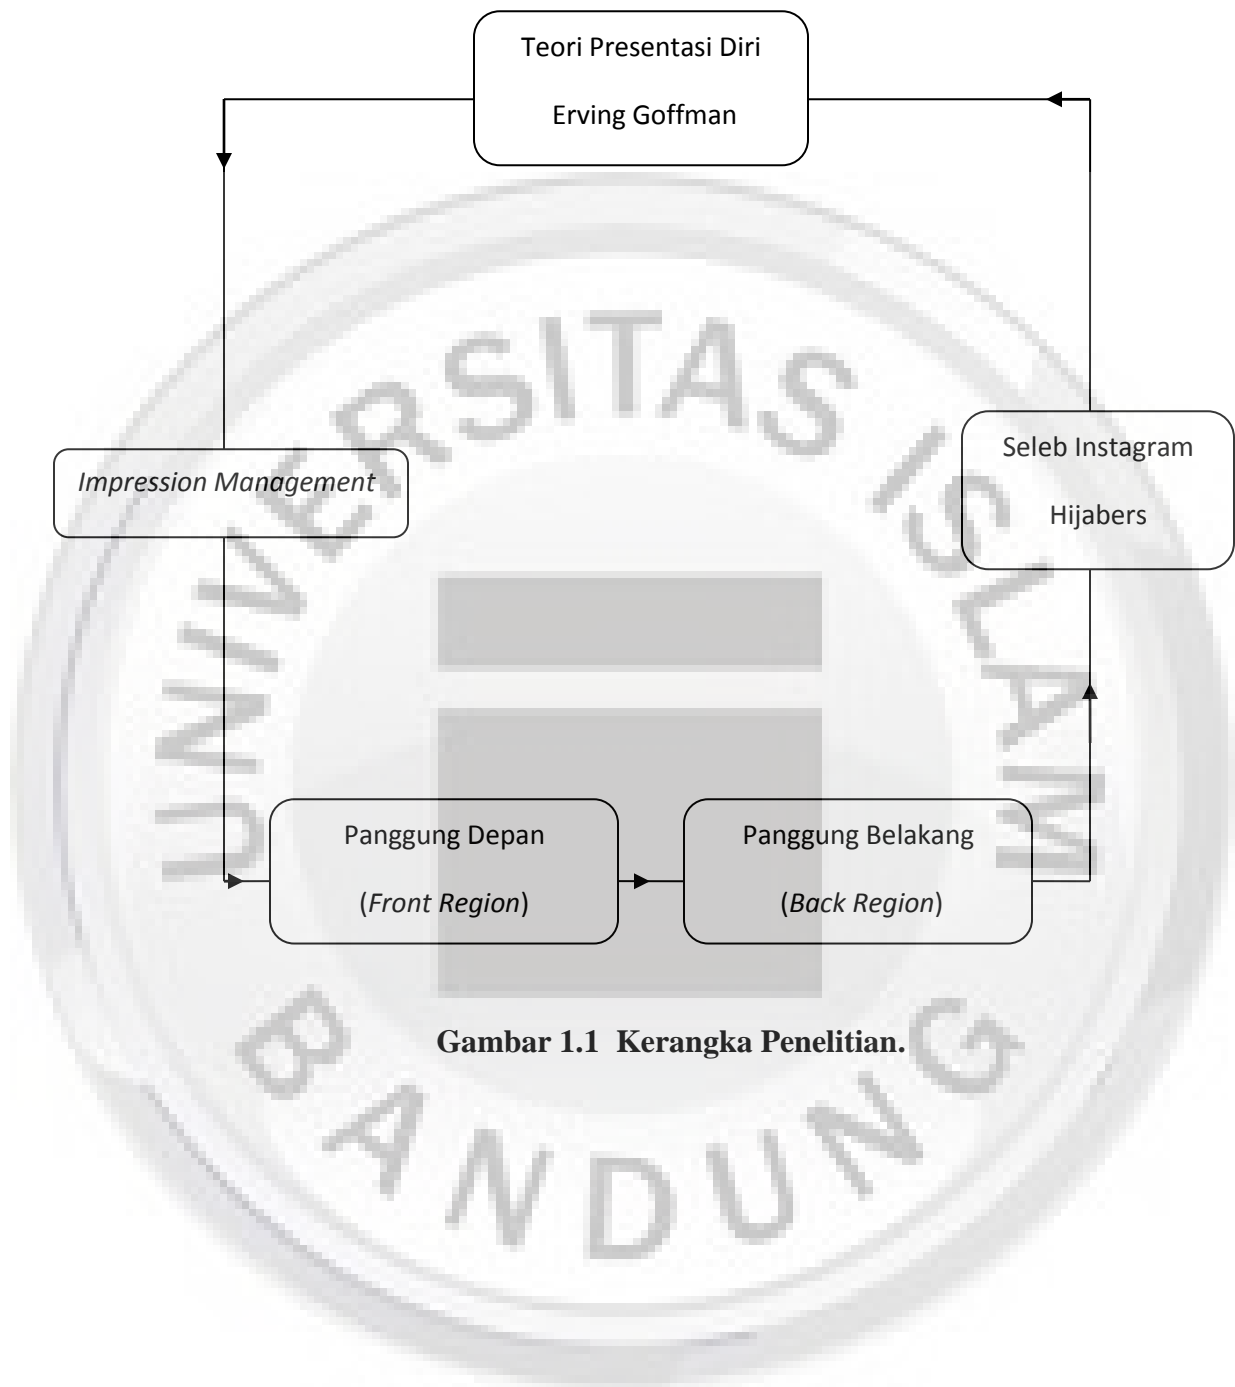 Teori Presentasi Diri
Erving Goffman
Impression Management
Seleb Instagram
Hijabers
Panggung Depan
(Front Region)
Panggung Belakang
(Back Region)
Gambar 1.1 Kerangka Penelitian.
UNIVERSITAS ISLAM
BANDUNG